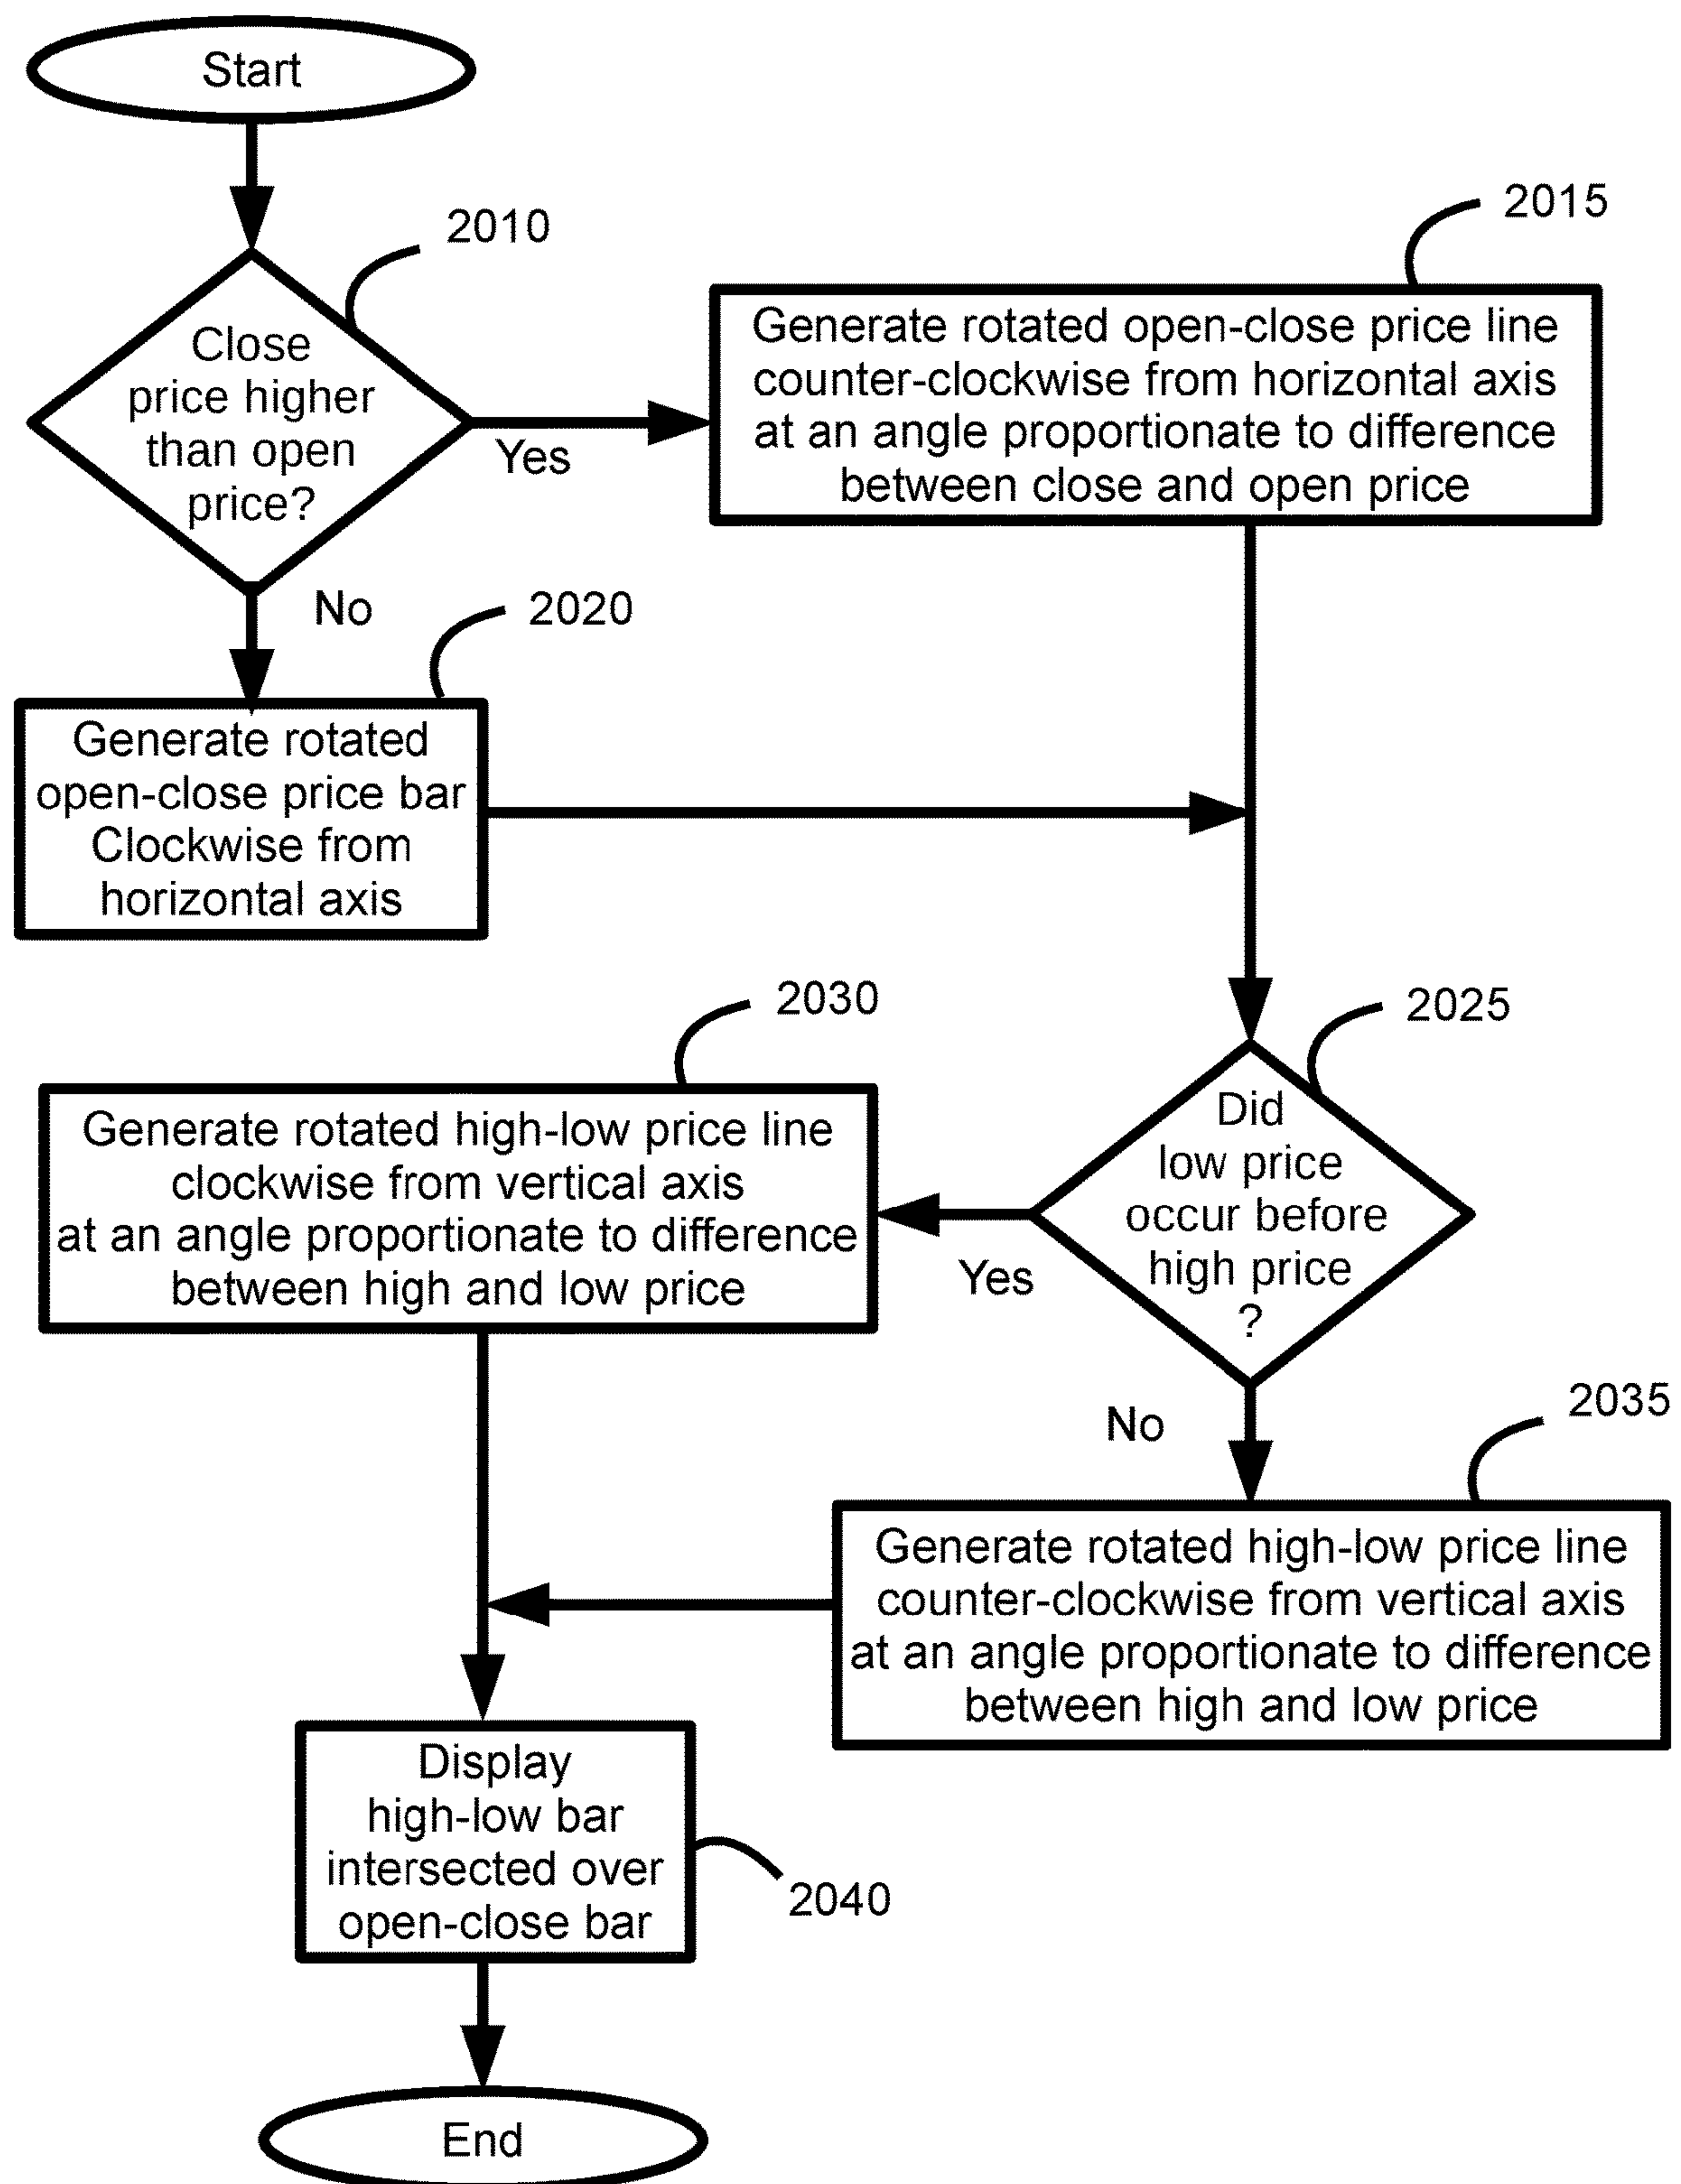 Start
2010
Close
price higher
than open
price?
Yes
2015
Generate rotated open-close price line
counter-clockwise from horizontal axis
at an angle proportionate to difference
between close and open price
No
2020
Generate rotated
open-close price bar
Clockwise from
horizontal axis
2025
Did
low price
occur before
high price
?
Yes
2030
Generate rotated high-low price line
clockwise from vertical axis
at an angle proportionate to difference
between high and low price
No
2035
Generate rotated high-low price line
counter-clockwise from vertical axis
at an angle proportionate to difference
between high and low price
Display
high-low bar
intersected over
open-close bar
2040
End